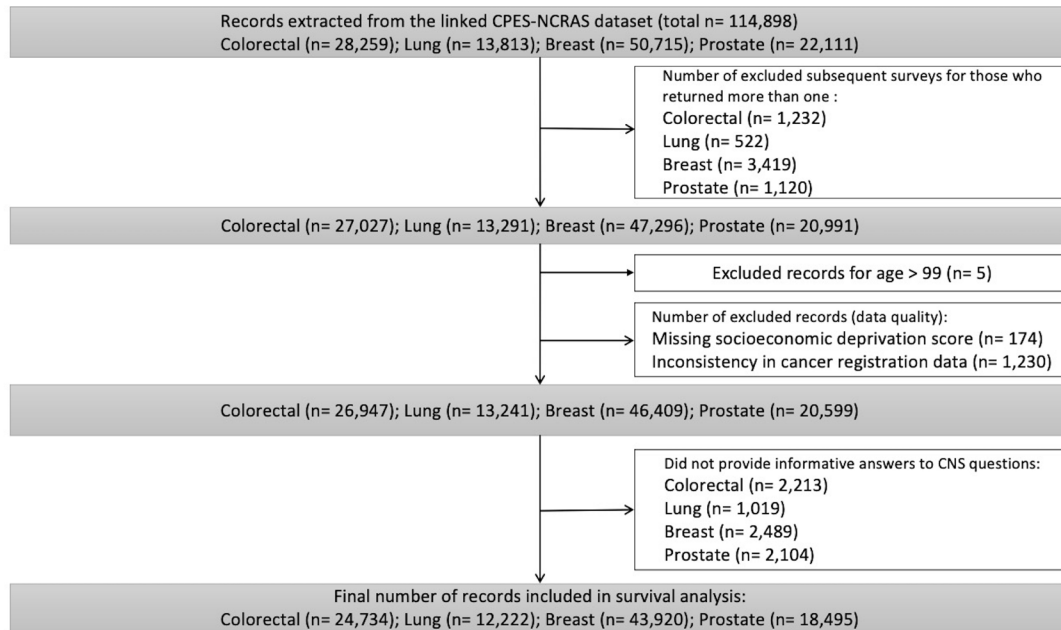 Records extracted from the linked CPES-NCRAS dataset (total n= 114,898)
Colorectal (n= 28,259); Lung (n= 13,813); Breast (n= 50,715); Prostate (n= 22,111)
Number of excluded subsequent surveys for those who
returned more than one :
Colorectal (n= 1,232)
Lung (n= 522)
Breast (n= 3,419)
Prostate (n= 1,120)
Colorectal (n= 27,027); Lung (n= 13,291); Breast (n= 47,296); Prostate (n= 20,991)
Excluded records for age > 99 (n= 5)
Number of excluded records (data quality):
Missing socioeconomic deprivation score (n= 174)
Inconsistency in cancer registration data (n= 1,230)
Colorectal (n= 26,947); Lung (n= 13,241); Breast (n= 46,409); Prostate (n= 20,599)
Did not provide informative answers to CNS questions:
Colorectal (n= 2,213)
Lung (n= 1,019)
Breast (n= 2,489)
Prostate (n= 2,104)
Final number of records included in survival analysis:
Colorectal (n= 24,734); Lung (n= 12,222); Breast (n= 43,920); Prostate (n= 18,495)